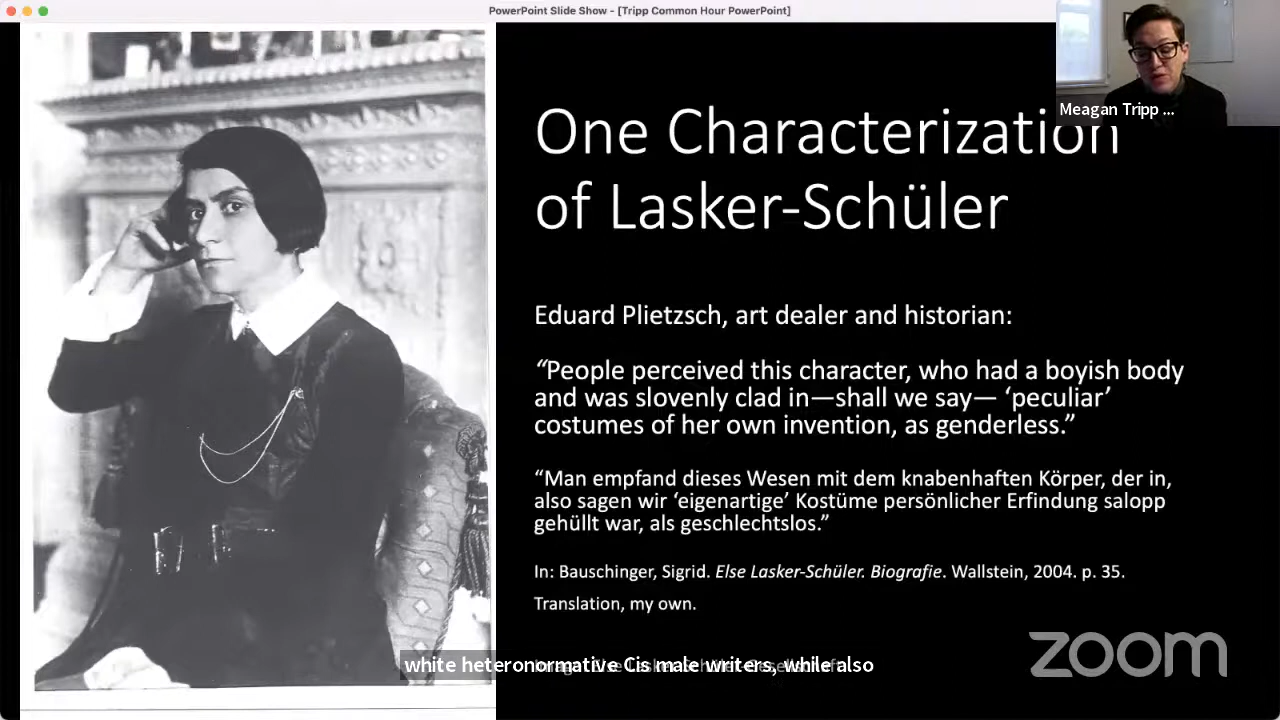 PowerPoint Slide Show - [Tripp Common Hour PowerPoint]
Meagan Tripp ...
One Characterization
of Lasker-Schüler
Eduard Plietzsch, art dealer and historian:
“People perceived this character, who had a boyish body
and was slovenly clad in—shall we say— ‘peculiar’
costumes of her own invention, as genderless.”
“Man empfand dieses Wesen mit dem knabenhaften Körper, der in,
also sagen wir ‘eigenartige’ Kostüme persönlicher Erfindung salopp
gehüllt war, als geschlechtslos.”
In: Bauschinger, Sigrid. Else Lasker-Schüler. Biografie. Wallstein, 2004. p. 35.
Translation, my own.
white heteronormative Cis male writers, while also
zoom